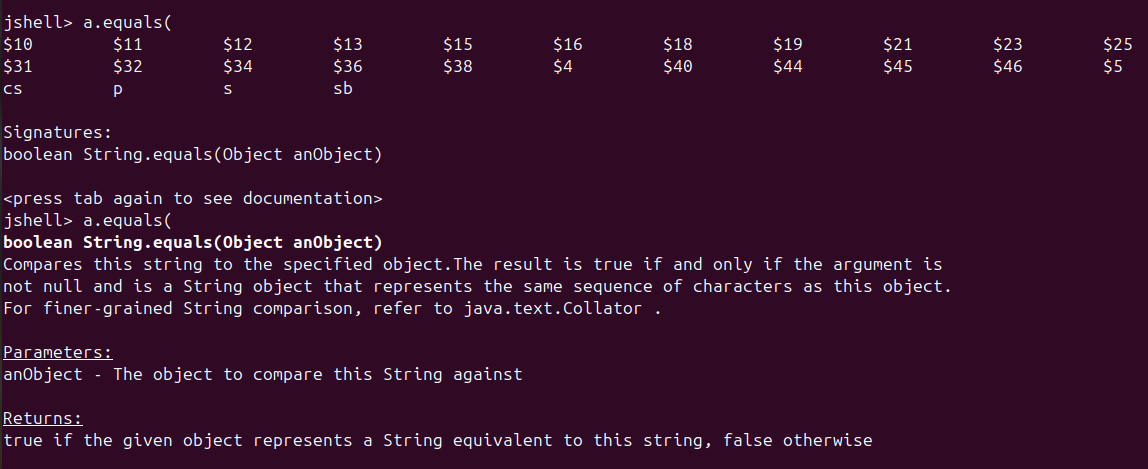 jshell> a.equals(
$10 $11 $12 $13 $15 $16 $18 $19 $21 $23 $25
$31 $32 $34 $36 $38 $4 $40 $44 $45 $46 $5
cs p s sb
Signatures:
boolean String.equals(Object anObject)
<press tab again to see documentation>
jshell> a.equals(
boolean String.equals(Object anObject)
Compares this string to the specified object.The result is true if and only if the argument is
not null and is a String object that represents the same sequence of characters as this object.
For finer-grained String comparison, refer to java.text.Collator .
Parameters:
anObject - The object to compare this String against
Returns:
true if the given object represents a String equivalent to this string, false otherwise